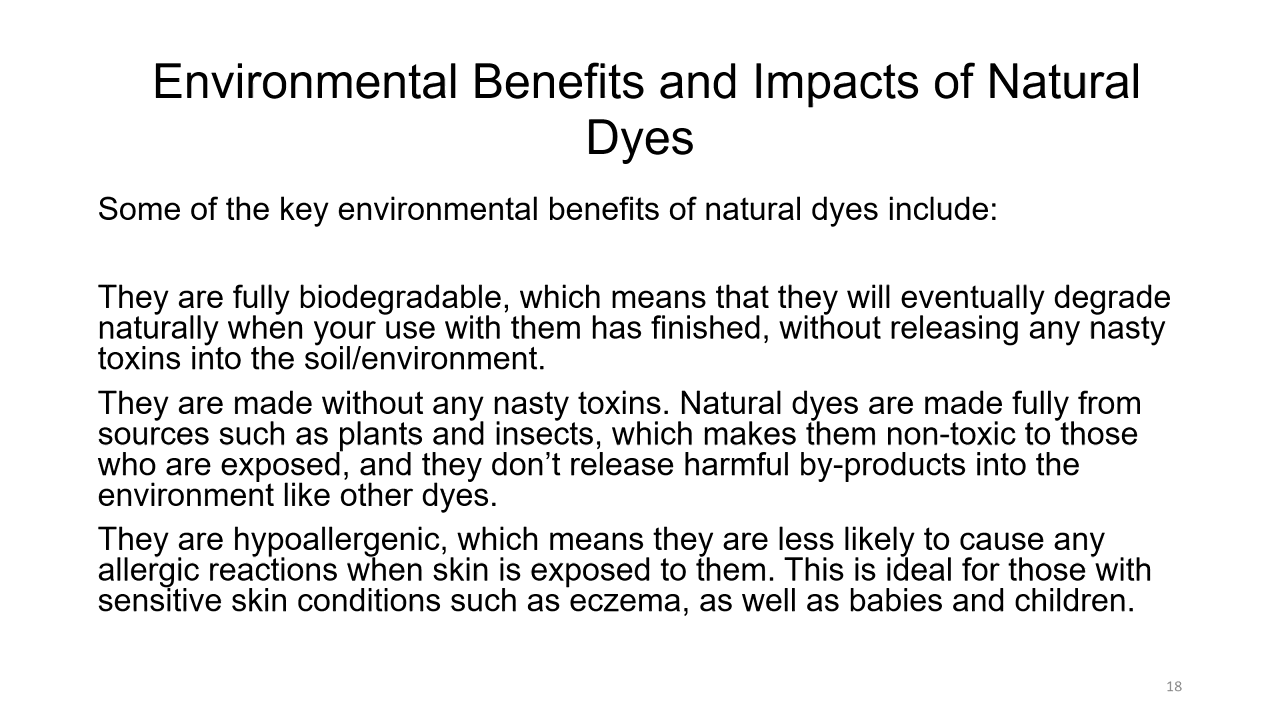 Environmental Benefits and Impacts of Natural
Dyes
Some of the key environmental benefits of natural dyes include:
They are fully biodegradable, which means that they will eventually degrade
naturally when your use with them has finished, without releasing any nasty
toxins into the soil/environment.
They are made without any nasty toxins. Natural dyes are made fully from
sources such as plants and insects, which makes them non-toxic to those
who are exposed, and they don’t release harmful by-products into the
environment like other dyes.
They are hypoallergenic, which means they are less likely to cause any
allergic reactions when skin is exposed to them. This is ideal for those with
sensitive skin conditions such as eczema, as well as babies and children.
18